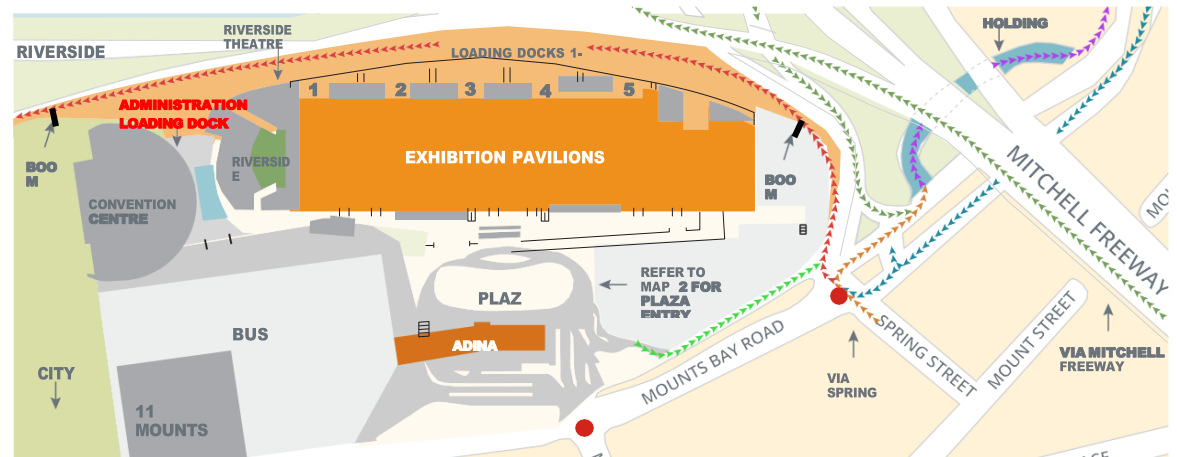 HOLDING
RIVERSIDE
THEATRE
RIVERSIDE
LOADING DOCKS 1-
1 2 3 4 5
ADMINISTRATION
LOADING DOCK
EXHIBITION PAVILIONS
RIVERSID
E
BOO
M
BOO
M
MITCHELL FREEWAY
CONVENTION
CENTRE
MOU
REFER TO
MAP 2 FOR
PLAZA
ENTRY
PLAZ
BUS
ADINA
MOUNTS BAY ROAD
SPRING STREET
MOUNT STREET
VIA MITCHELL
FREEWAY
VIA
SPRING
CITY
11
MOUNTS